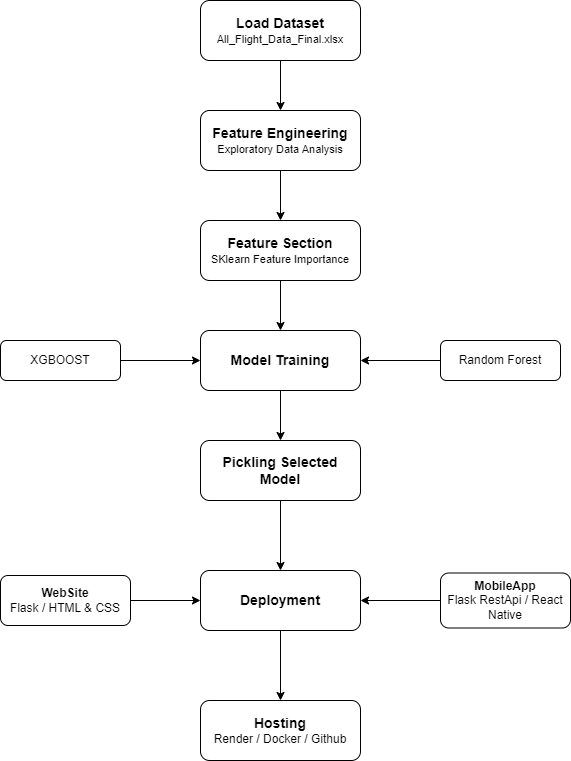 Load Dataset
All_Flight_Data_Final.xlsx
Feature Engineering
Exploratory Data Analysis
Feature Section
SKlearn Feature Importance
XGBOOST
Model Training
Random Forest
Pickling Selected
Model
WebSite
Flask / HTML & CSS
Deployment
MobileApp
Flask RestApi / React
Native
Hosting
Render / Docker / Github